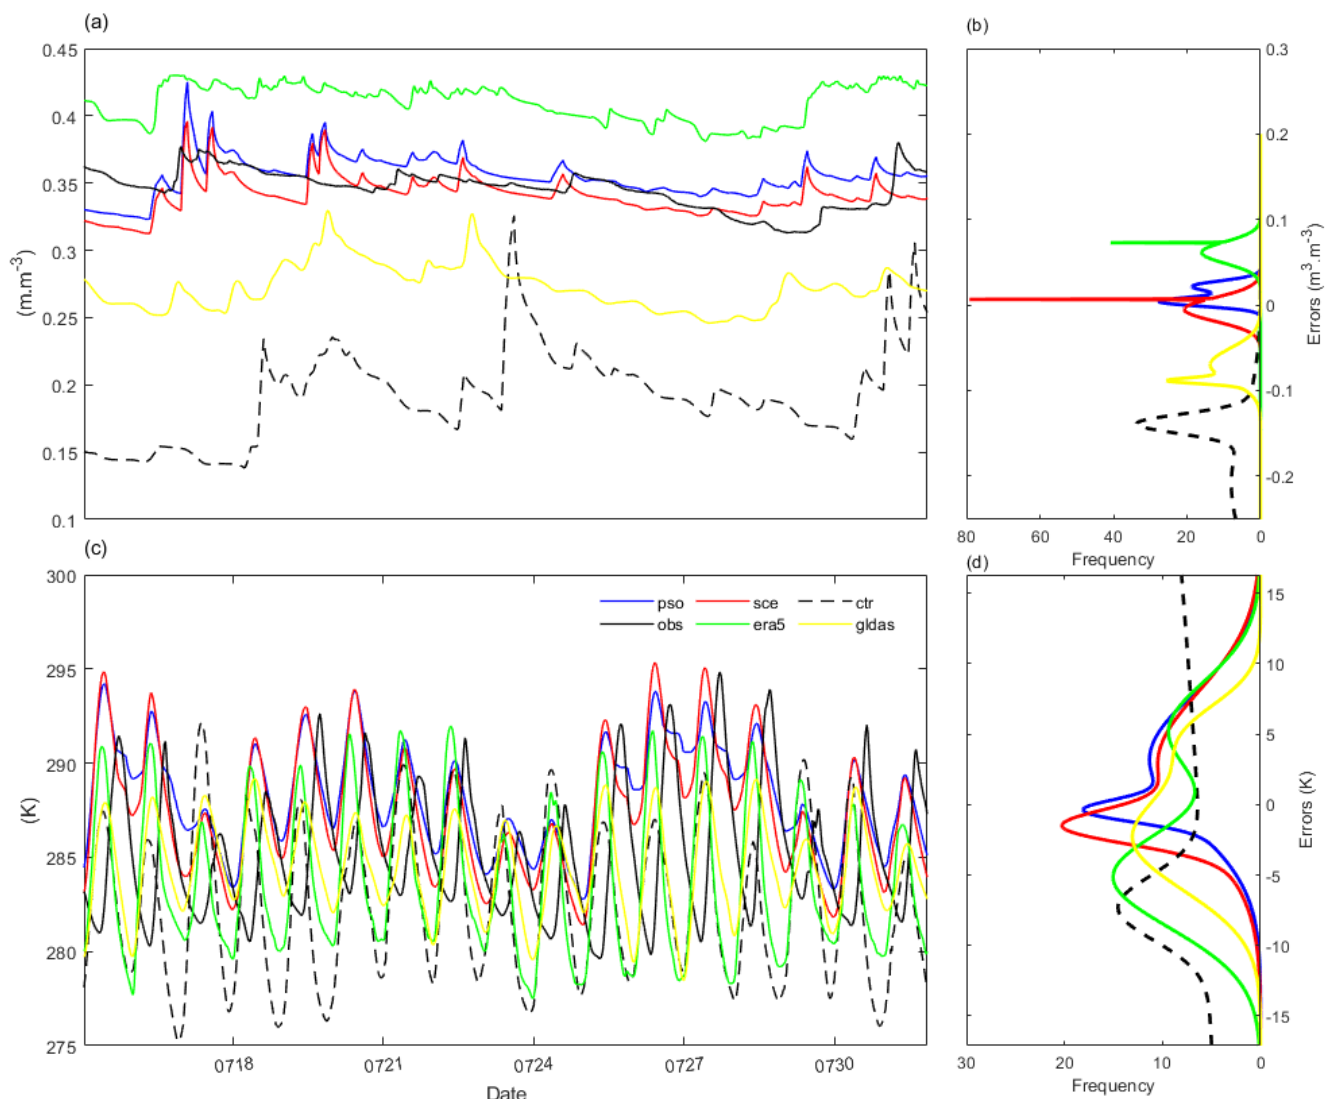 (a)
(b)
0.45
0.4
0.35
0.3
0.25
0.2
0.15
0.1
(m.m⁻³)
0.3
0.2
0.1
0
-0.1
-0.2
Errors (m³.m⁻³)
80 60 40 20 0
Frequency
(c)
(d)
300
295
290
285
280
275
(K)
pso sce ctr
obs era5 gldas
0718 0721 0724 0727 0730
Date
15
10
5
0
-5
-10
-15
Errors (K)
30 20 10 0
Frequency